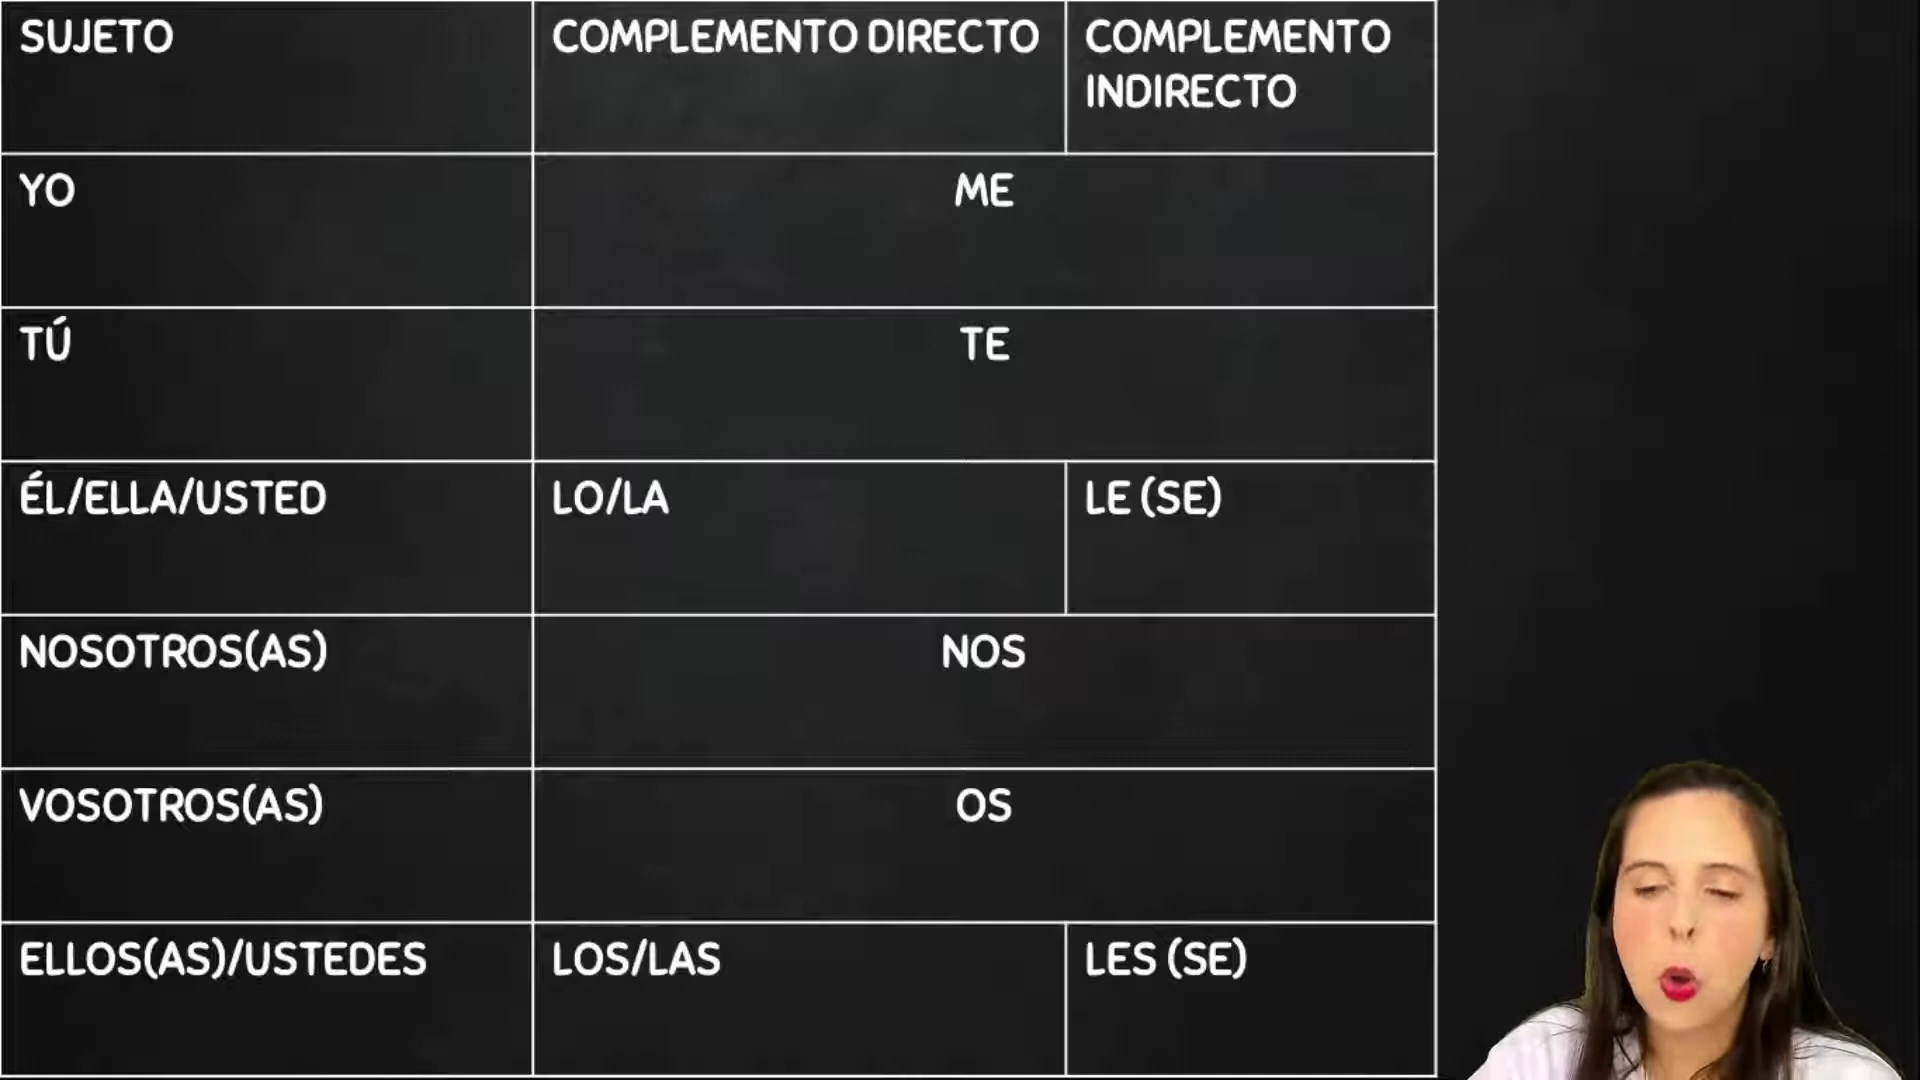 SUJETO
COMPLEMENTO DIRECTO
COMPLEMENTO
INDIRECTO
YO
ME
TÚ
TE
ÉL/ELLA/USTED
LO/LA
LE (SE)
NOSOTROS(AS)
NOS
VOSOTROS(AS)
OS
ELLOS(AS)/USTEDES
LOS/LAS
LES (SE)